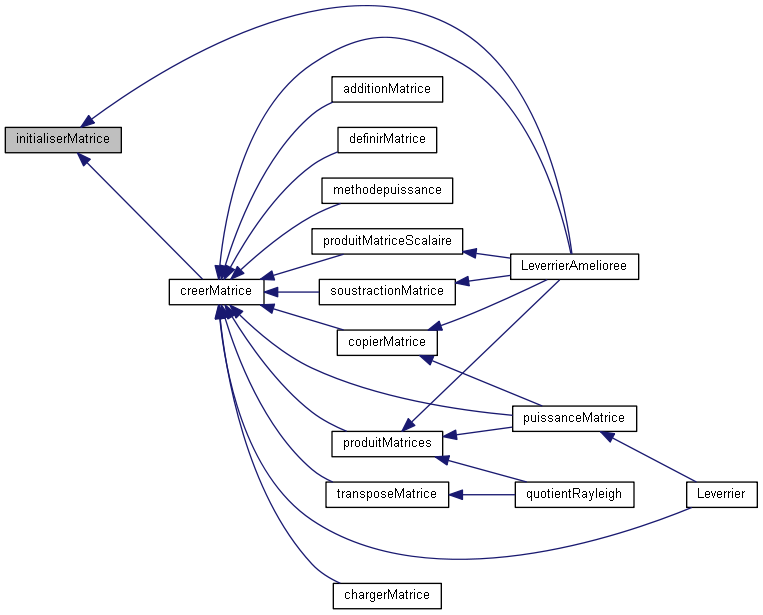 additionMatrice
initialiserMatrice
definirMatrice
methodepuissance
produitMatriceScalaire
LeverrierAmelioree
creerMatrice
soustractionMatrice
copierMatrice
puissanceMatrice
produitMatrices
transposeMatrice
quotientRayleigh
Leverrier
chargerMatrice